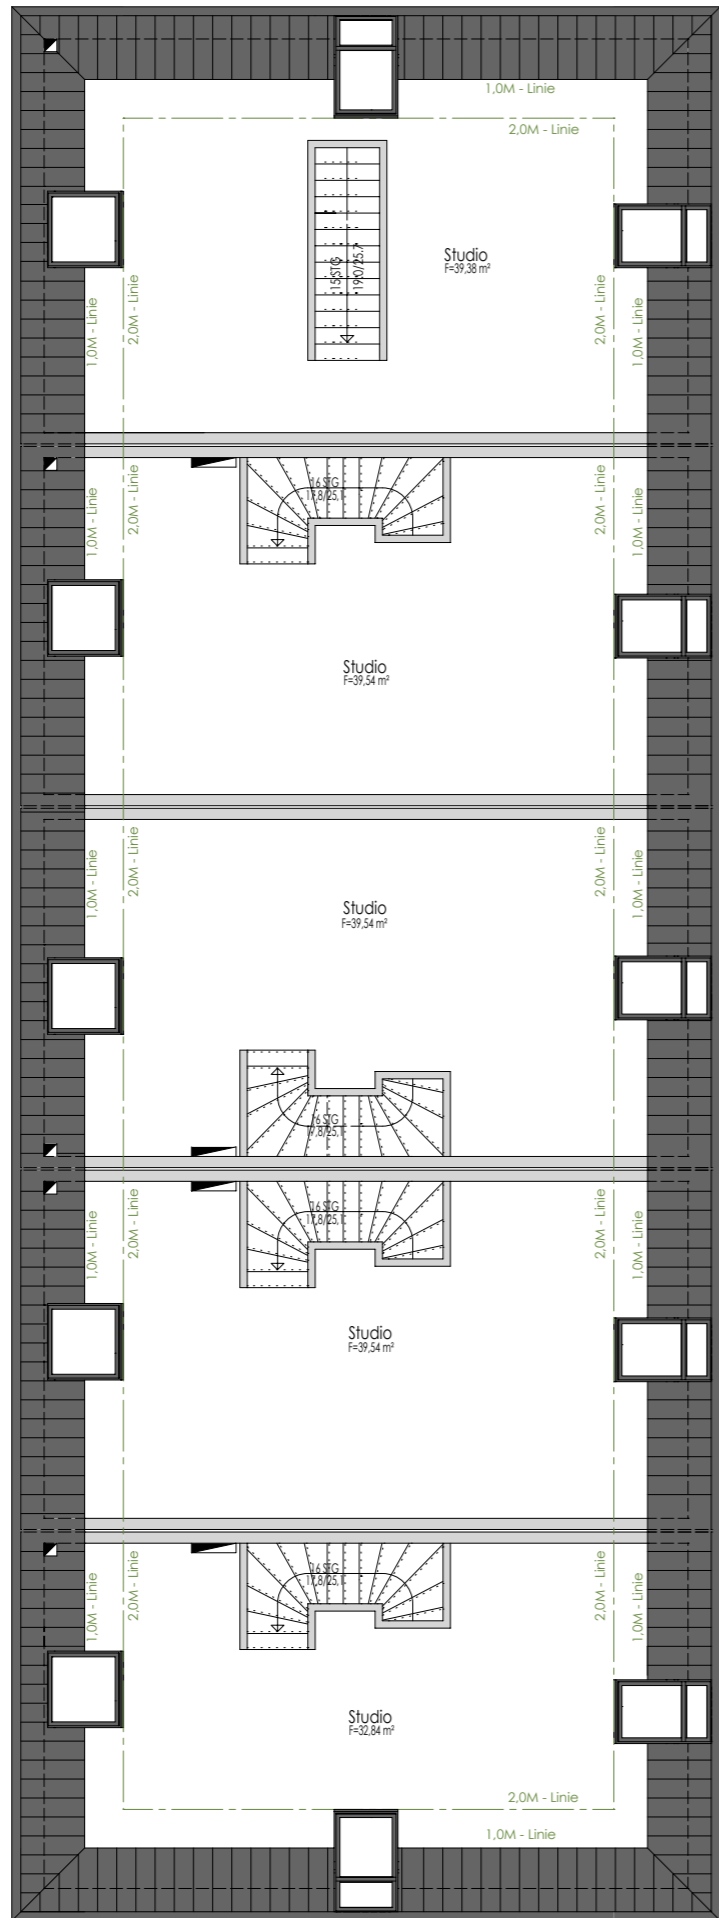 1,0M - Linie
2,0M - Linie
Studio
F=39,38 m²
15 STG
19,0/25,7
1,0M - Linie
2,0M - Linie
2,0M - Linie
1,0M - Linie
1,0M - Linie
2,0M - Linie
16 STG
17,8/25,1
2,0M - Linie
1,0M - Linie
Studio
F=39,54 m²
1,0M - Linie
2,0M - Linie
2,0M - Linie
1,0M - Linie
Studio
F=39,54 m²
16 STG
17,8/25,1
1,0M - Linie
2,0M - Linie
16 STG
17,8/25,1
2,0M - Linie
1,0M - Linie
Studio
F=39,54 m²
1,0M - Linie
2,0M - Linie
16 STG
17,8/25,1
2,0M - Linie
1,0M - Linie
Studio
F=32,84 m²
2,0M - Linie
1,0M - Linie